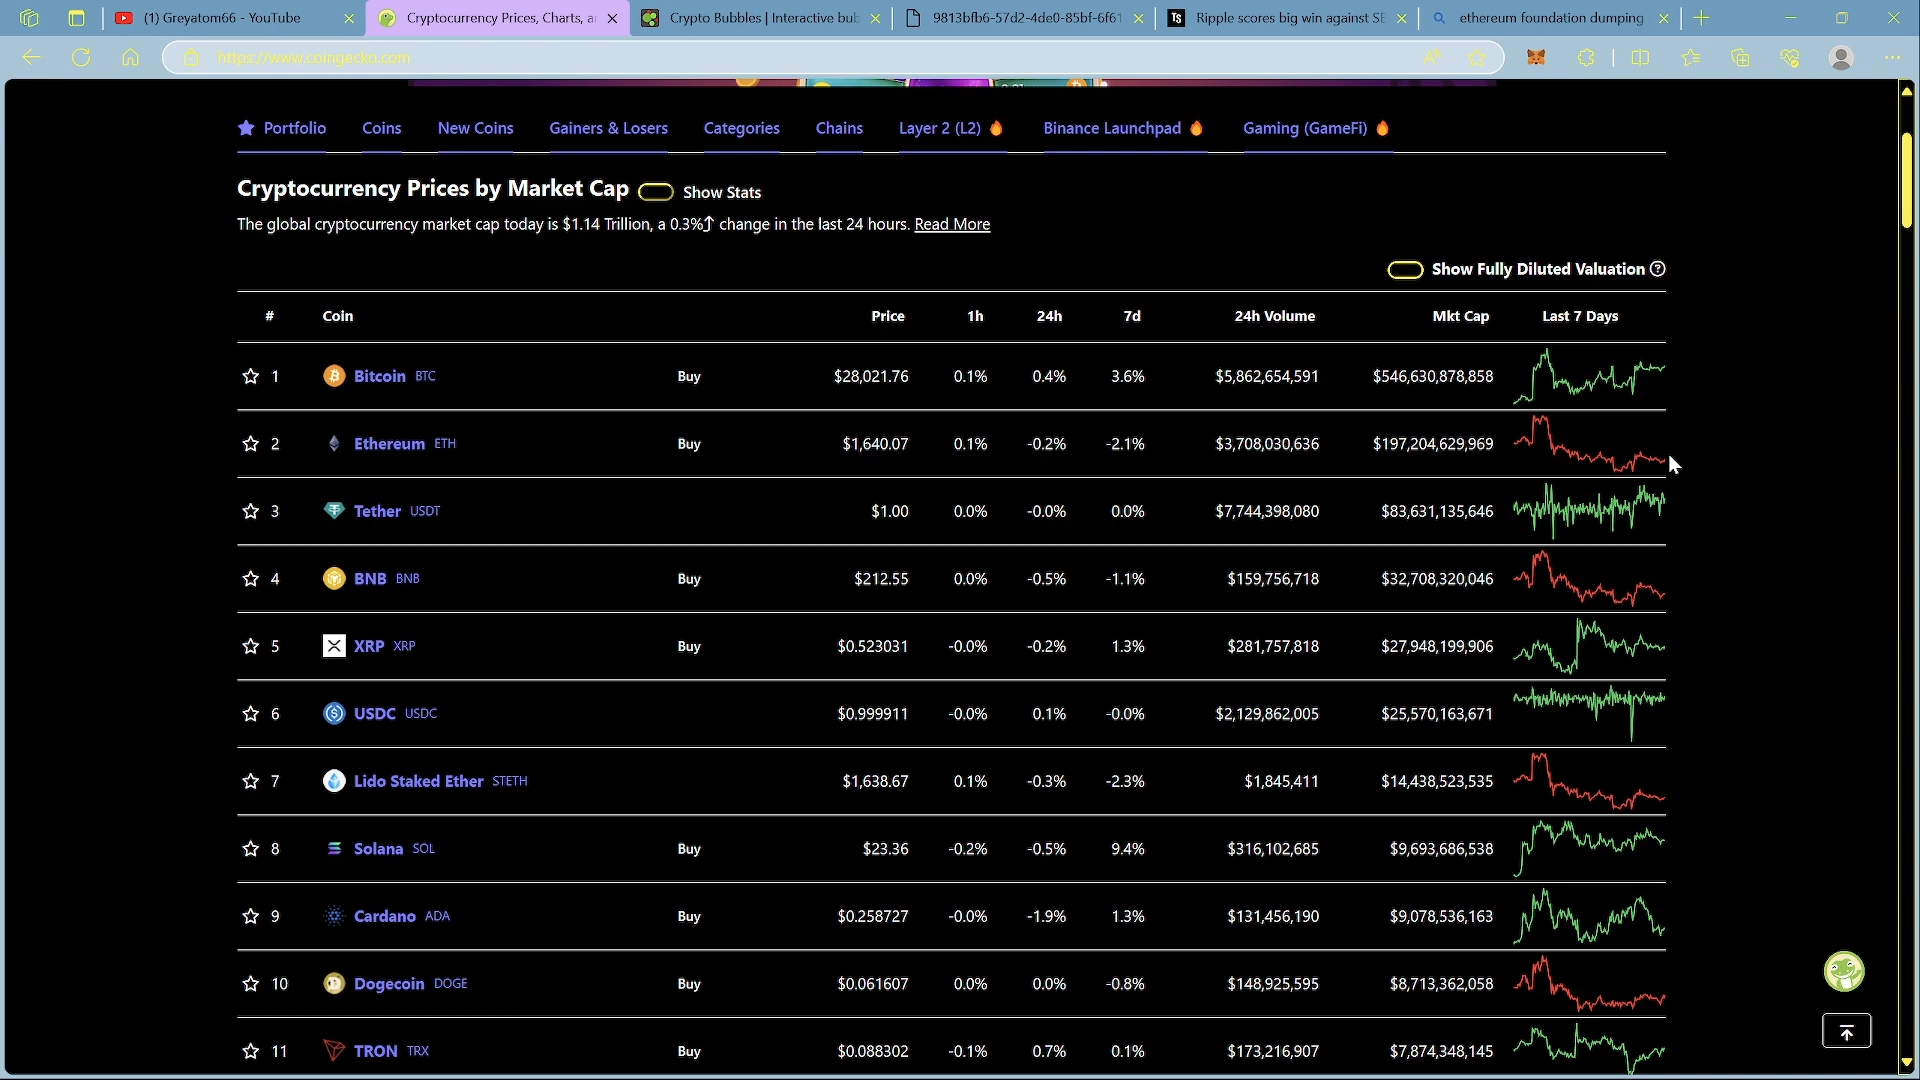 (1) Greyatom66 - YouTube
Cryptocurrency Prices, Charts, a
Crypto Bubbles | Interactive bub
9813bfb6-57d2-4de0-85bf-6f61
Ripple scores big win against SE
ethereum foundation dumping
https://www.coingecko.com
Portfolio Coins New Coins Gainers & Losers Categories Chains Layer 2 (L2) Binance Launchpad Gaming (GameFi)
Cryptocurrency Prices by Market Cap Show Stats
The global cryptocurrency market cap today is $1.14 Trillion, a 0.3% change in the last 24 hours. Read More
Show Fully Diluted Valuation
# Coin Price 1h 24h 7d 24h Volume Mkt Cap Last 7 Days
1 Bitcoin BTC Buy $28,021.76 0.1% 0.4% 3.6% $5,862,654,591 $546,630,878,858
2 Ethereum ETH Buy $1,640.07 0.1% -0.2% -2.1% $3,708,030,636 $197,204,629,969
3 Tether USDT $1.00 0.0% -0.0% 0.0% $7,744,398,080 $83,631,135,646
4 BNB BNB Buy $212.55 0.0% -0.5% -1.1% $159,756,718 $32,708,320,046
5 XRP XRP Buy $0.523031 -0.0% -0.2% 1.3% $281,757,818 $27,948,199,906
6 USDC USDC $0.999911 -0.0% 0.1% -0.0% $2,129,862,005 $25,570,163,671
7 Lido Staked Ether STETH $1,638.67 0.1% -0.3% -2.3% $1,845,411 $14,438,523,535
8 Solana SOL Buy $23.36 -0.2% -0.5% 9.4% $316,102,685 $9,693,686,538
9 Cardano ADA Buy $0.258727 -0.0% -1.9% 1.3% $131,456,190 $9,078,536,163
10 Dogecoin DOGE Buy $0.061607 0.0% 0.0% -0.8% $148,925,595 $8,713,362,058
11 TRON TRX Buy $0.088302 -0.1% 0.7% 0.1% $173,216,907 $7,874,348,145